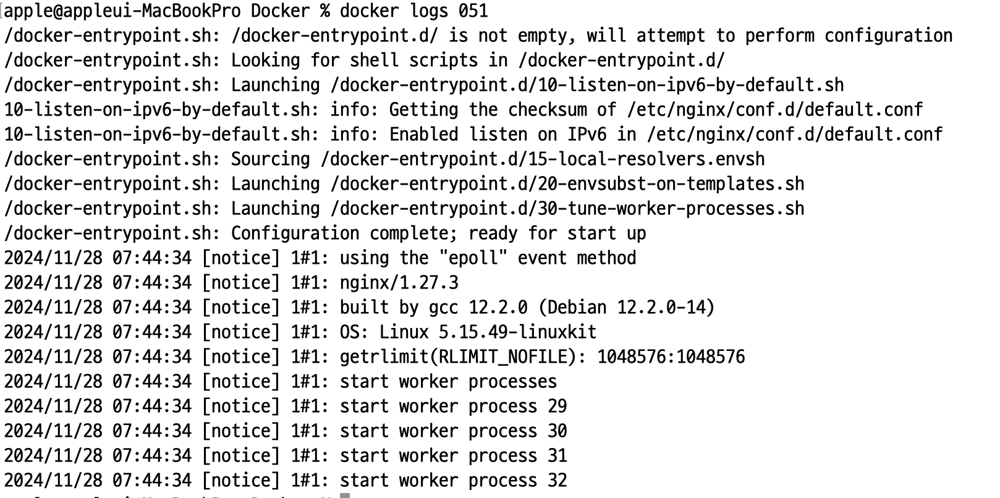 [apple@appleui-MacBookPro Docker % docker logs 051
/docker-entrypoint.sh: /docker-entrypoint.d/ is not empty, will attempt to perform configuration
/docker-entrypoint.sh: Looking for shell scripts in /docker-entrypoint.d/
/docker-entrypoint.sh: Launching /docker-entrypoint.d/10-listen-on-ipv6-by-default.sh
10-listen-on-ipv6-by-default.sh: info: Getting the checksum of /etc/nginx/conf.d/default.conf
10-listen-on-ipv6-by-default.sh: info: Enabled listen on IPv6 in /etc/nginx/conf.d/default.conf
/docker-entrypoint.sh: Sourcing /docker-entrypoint.d/15-local-resolvers.envsh
/docker-entrypoint.sh: Launching /docker-entrypoint.d/20-envsubst-on-templates.sh
/docker-entrypoint.sh: Launching /docker-entrypoint.d/30-tune-worker-processes.sh
/docker-entrypoint.sh: Configuration complete; ready for start up
2024/11/28 07:44:34 [notice] 1#1: using the "epoll" event method
2024/11/28 07:44:34 [notice] 1#1: nginx/1.27.3
2024/11/28 07:44:34 [notice] 1#1: built by gcc 12.2.0 (Debian 12.2.0-14)
2024/11/28 07:44:34 [notice] 1#1: OS: Linux 5.15.49-linuxkit
2024/11/28 07:44:34 [notice] 1#1: getrlimit(RLIMIT_NOFILE): 1048576:1048576
2024/11/28 07:44:34 [notice] 1#1: start worker processes
2024/11/28 07:44:34 [notice] 1#1: start worker process 29
2024/11/28 07:44:34 [notice] 1#1: start worker process 30
2024/11/28 07:44:34 [notice] 1#1: start worker process 31
2024/11/28 07:44:34 [notice] 1#1: start worker process 32